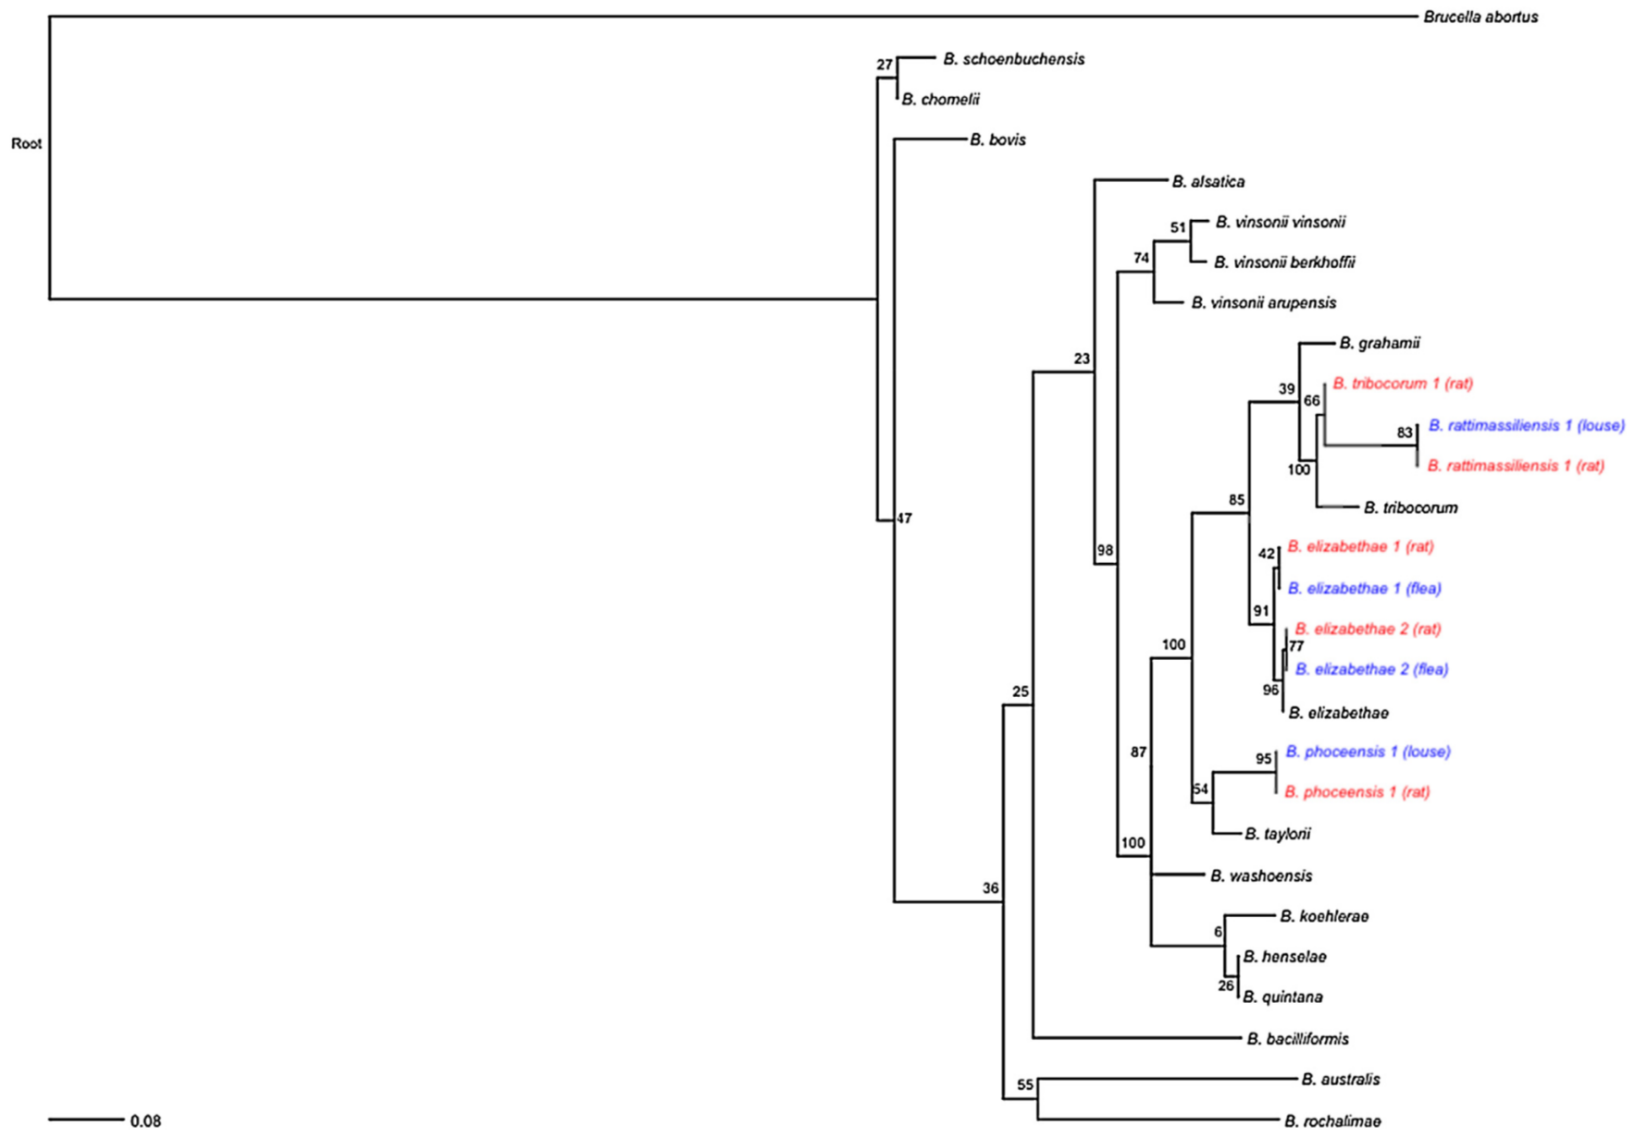 Brucella abortus
B. schoenbuchensis
27
B. chomelii
B. bovis
Root
B. alsatica
B. vinsonii vinsonii
51
B. vinsonii berkhoffii
74
B. vinsonii arupensis
B. grahamii
23
B. tribocorum 1 (rat)
39
66
B. rattimassiliensis 1 (louse)
83
B. rattimassiliensis 1 (rat)
100
85
B. tribocorum
47
B. elizabethae 1 (rat)
98
42
B. elizabethae 1 (flea)
91
B. elizabethae 2 (rat)
100
77
B. elizabethae 2 (flea)
25
96
B. elizabethae
87
B. phoceensis 1 (louse)
95
54
B. phoceensis 1 (rat)
B. taylorii
100
B. washoensis
36
B. koehlerae
6
B. henselae
26
B. quintana
B. bacilliformis
55
B. australis
0.08
B. rochalimae